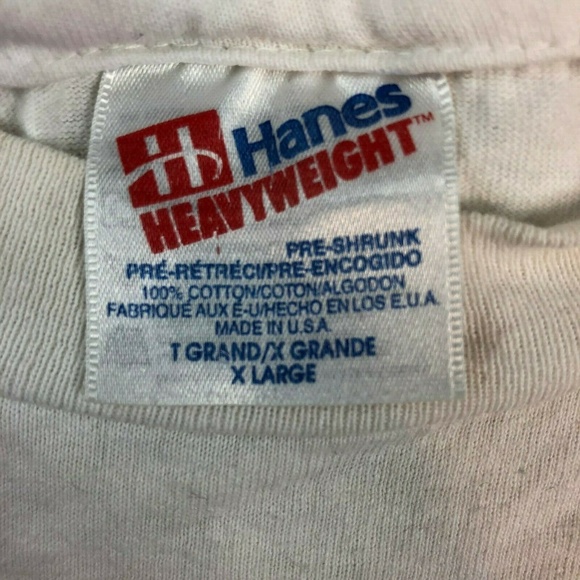 Hanes
HEAVYWEIGHT™
PRE-SHRUNK
PRÉ-RÉTRÉCI/PRE-ENCOGIDO
100% COTTON/COTON/ALGODON
FABRIQUÉ AUX É-U/HECHO EN LOS E.U.A.
MADE IN U.S.A.
T GRAND/X GRANDE
X LARGE